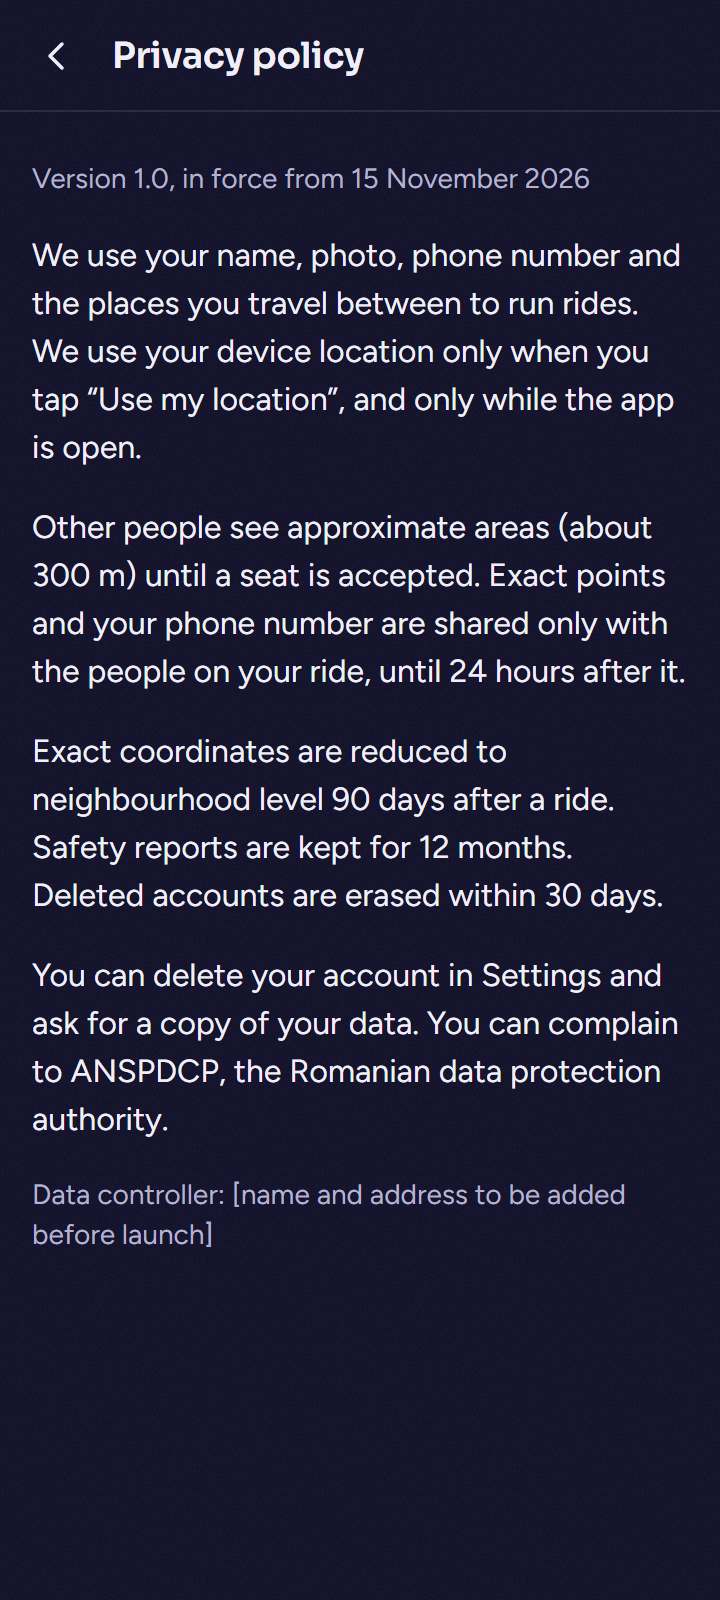 Privacy policy
Version 1.0, in force from 15 November 2026
We use your name, photo, phone number and
the places you travel between to run rides.
We use your device location only when you
tap “Use my location”, and only while the app
is open.
Other people see approximate areas (about
300 m) until a seat is accepted. Exact points
and your phone number are shared only with
the people on your ride, until 24 hours after it.
Exact coordinates are reduced to
neighbourhood level 90 days after a ride.
Safety reports are kept for 12 months.
Deleted accounts are erased within 30 days.
You can delete your account in Settings and
ask for a copy of your data. You can complain
to ANSPDCP, the Romanian data protection
authority.
Data controller: [name and address to be added
before launch]